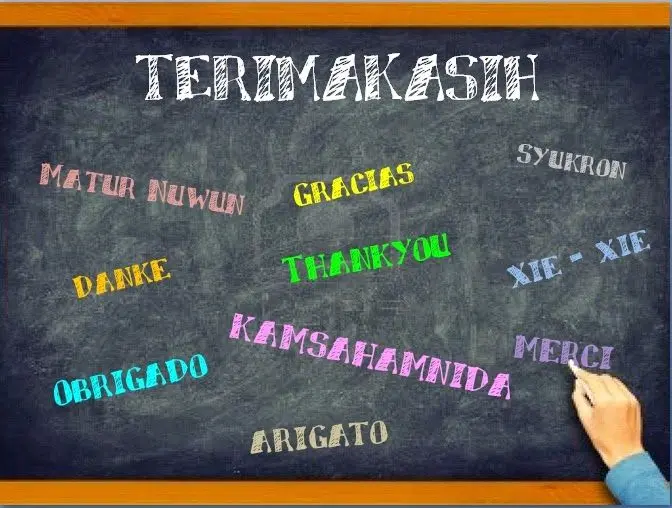 TERIMAKASIH
SYUKRON
MATUR NUWUN
GRACIAS
DANKE
THANKYOU
XIE - XIE
KAMSAHAMNIDA
MERCI
OBRIGADO
ARIGATO